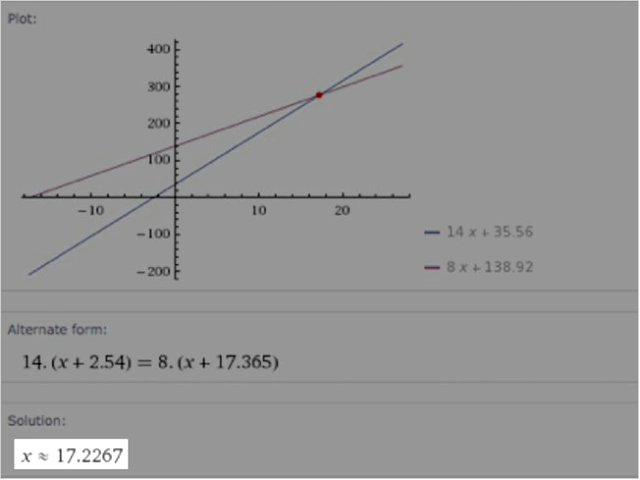 Plot:
400
300
200
100
−10
10
20
−100
−200
14 x + 35.56
8 x + 138.92
Alternate form:
14. (x + 2.54) = 8. (x + 17.365)
Solution:
x ≈ 17.2267